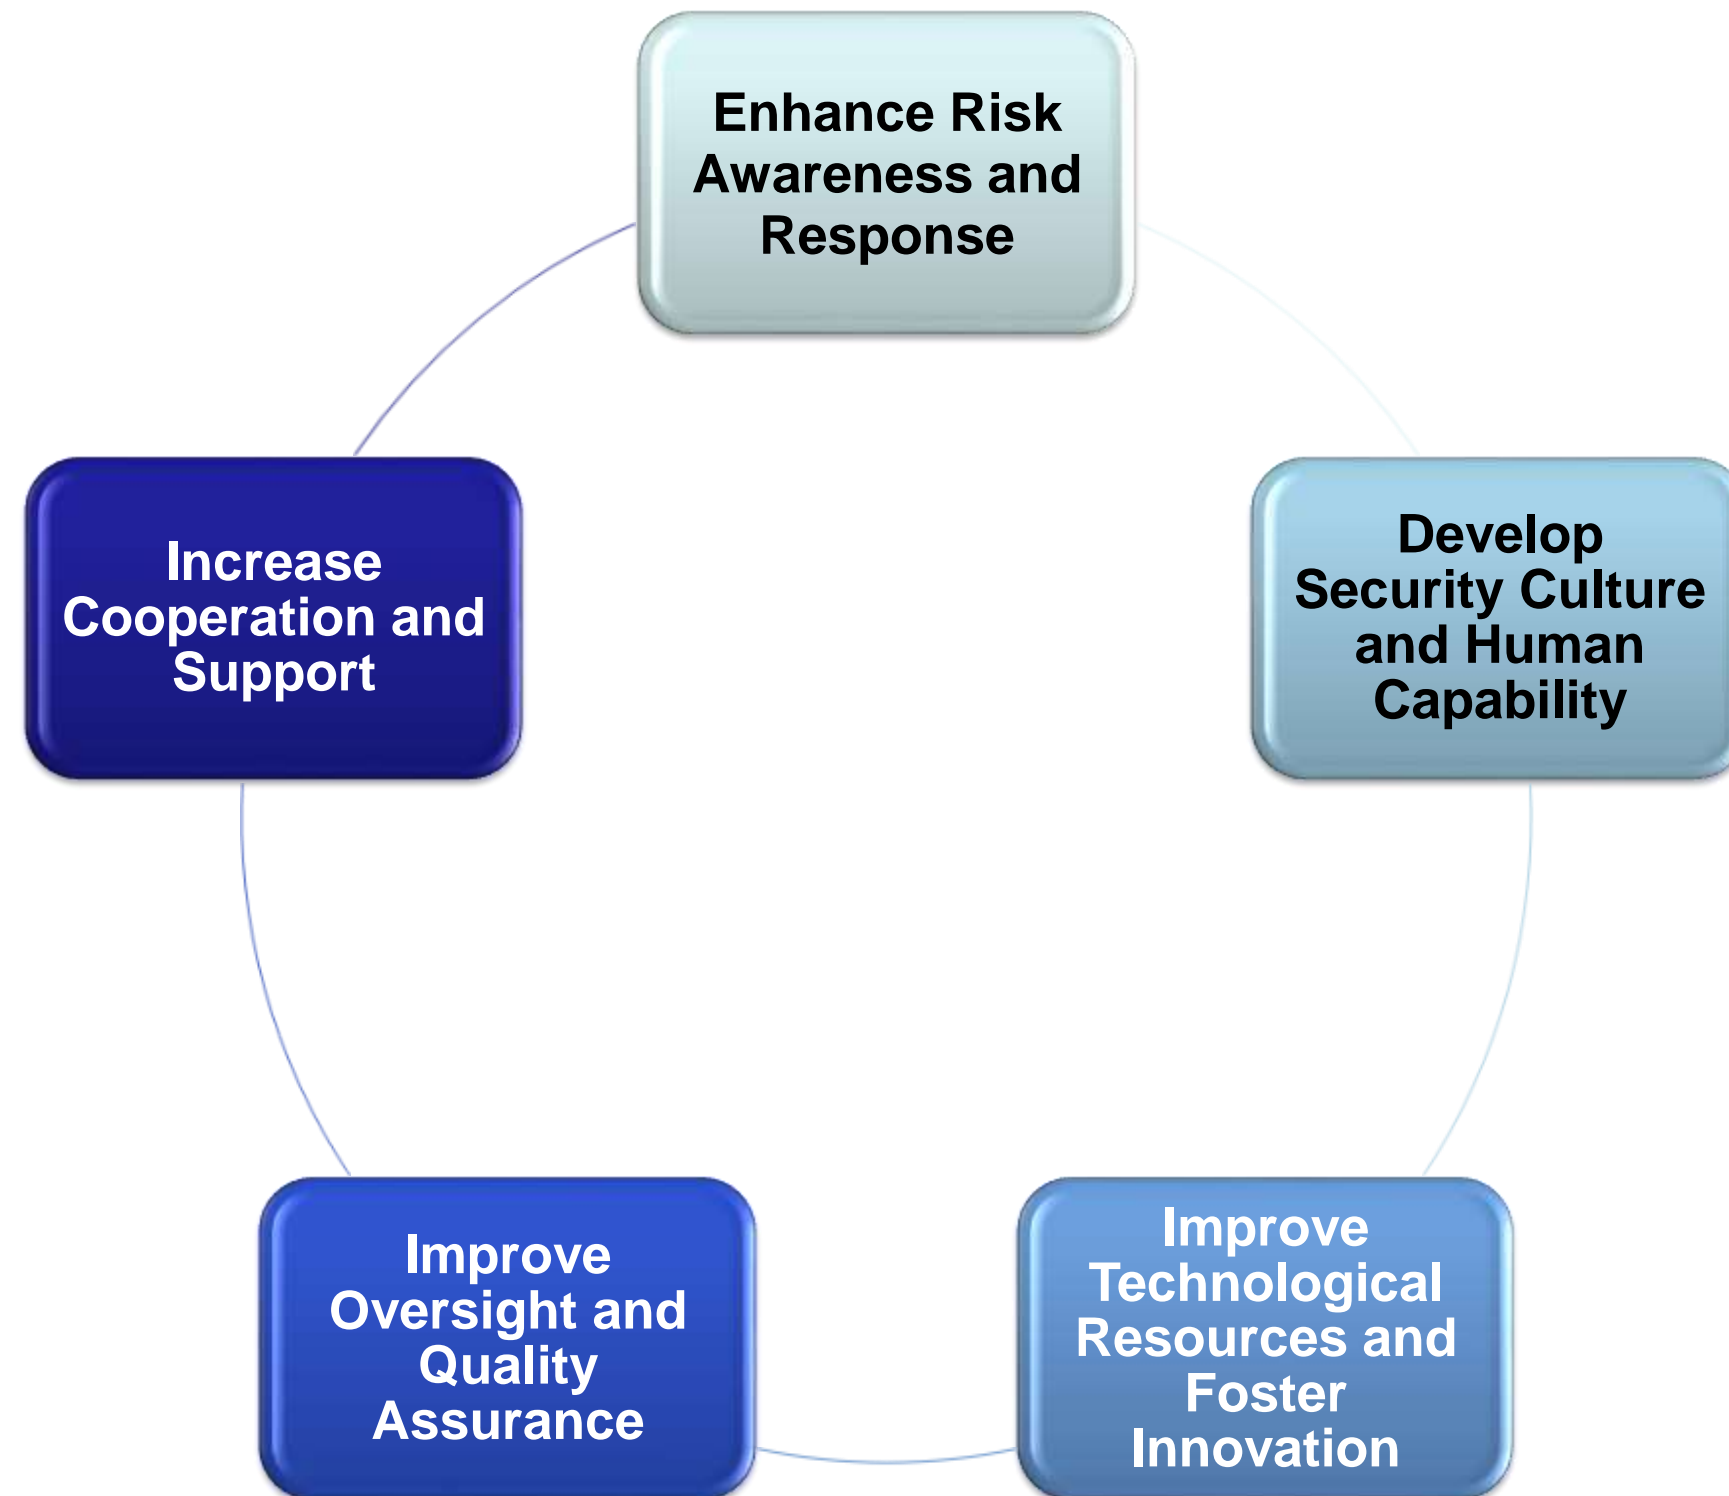 Enhance Risk
Awareness and
Response
Develop
Security Culture
and Human
Capability
Improve
Technological
Resources and
Foster
Innovation
Improve
Oversight and
Quality
Assurance
Increase
Cooperation and
Support